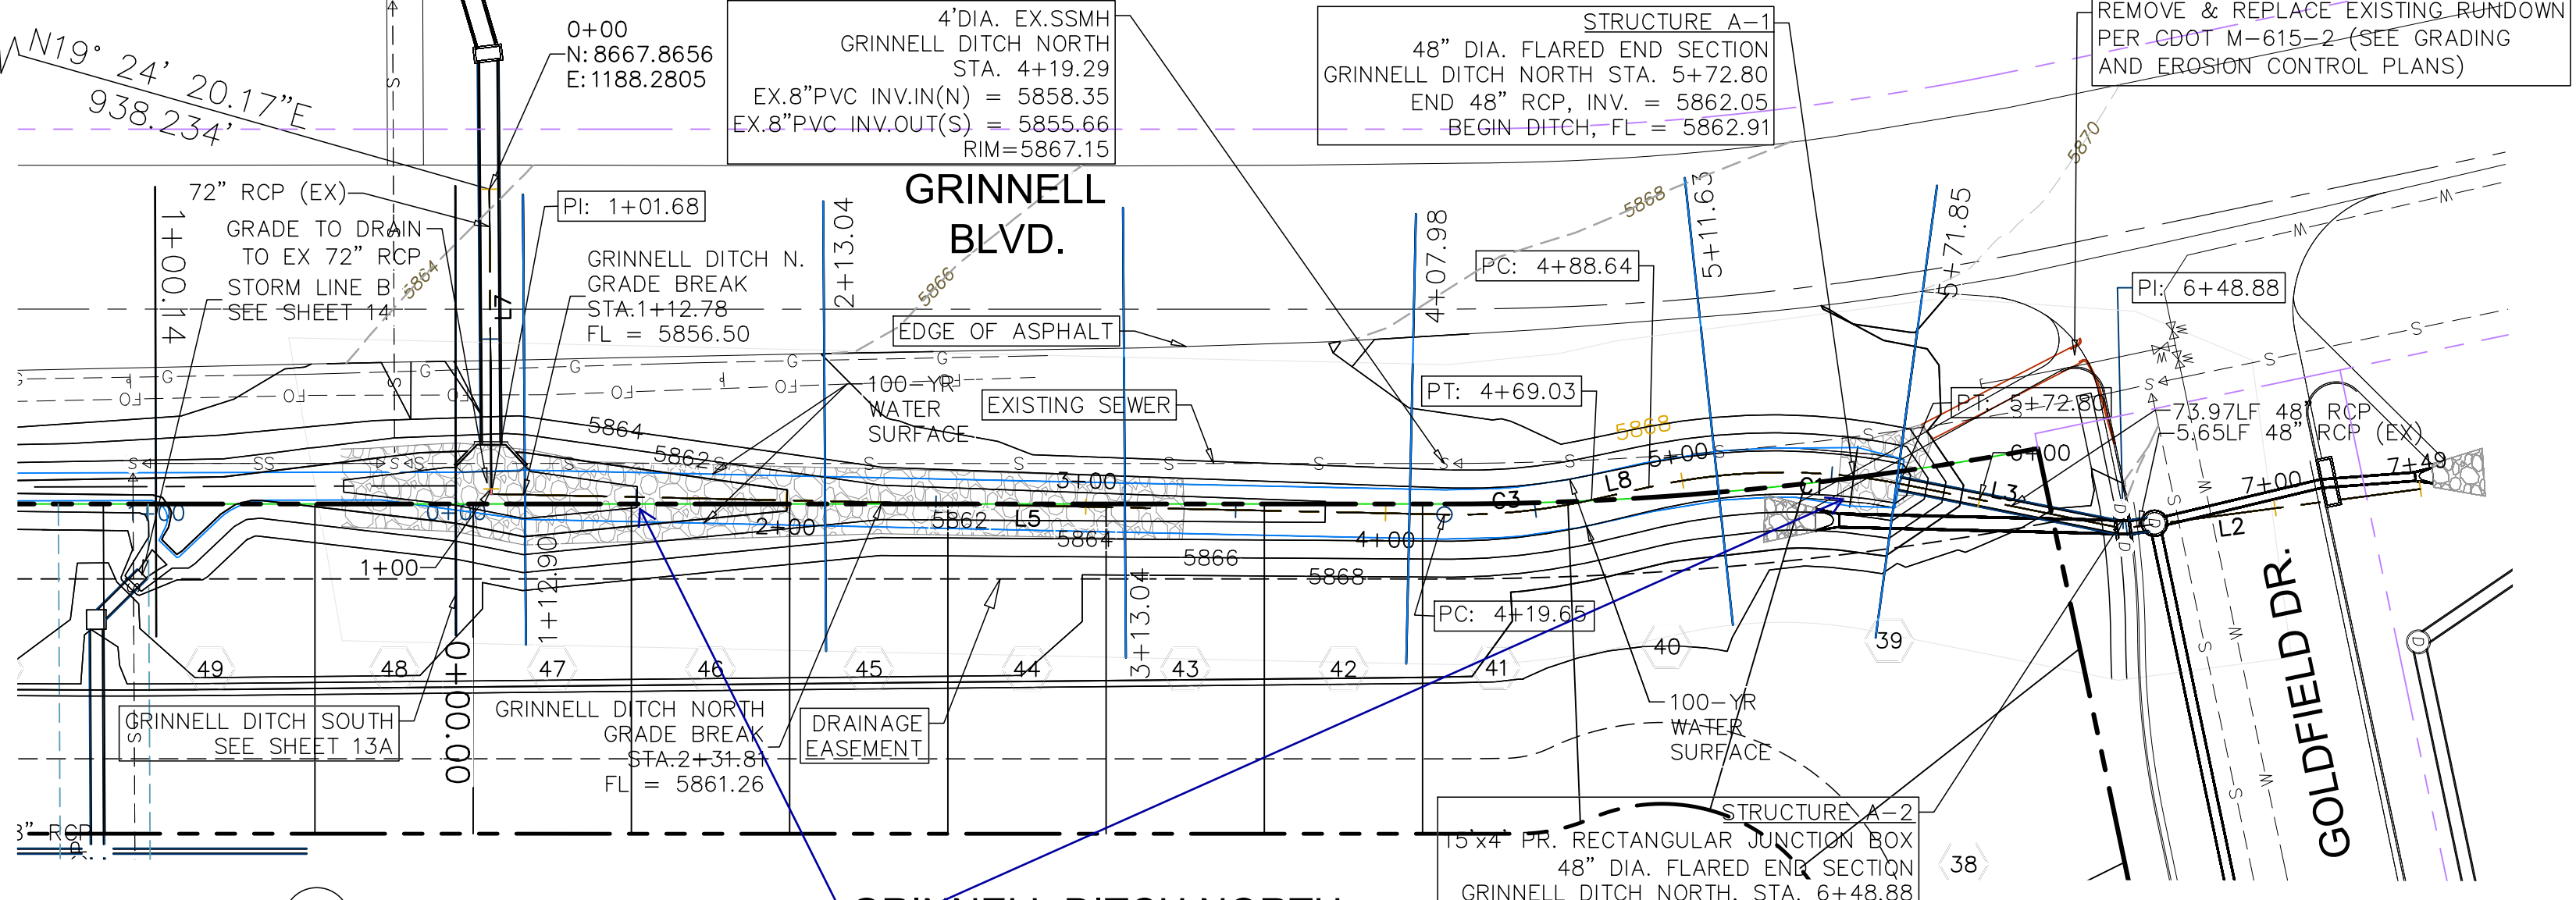 N19° 24' 20.17"E
938.234'
0+00
N: 8667.8656
E: 1188.2805
4'DIA. EX.SSMH
GRINNELL DITCH NORTH
STA. 4+19.29
EX.8"PVC INV.IN(N) = 5858.35
EX.8"PVC INV.OUT(S) = 5855.66
RIM=5867.15
STRUCTURE A-1
48" DIA. FLARED END SECTION
GRINNELL DITCH NORTH STA. 5+72.80
END 48" RCP, INV. = 5862.05
BEGIN DITCH, FL = 5862.91
REMOVE & REPLACE EXISTING RUNDOWN
PER CDOT M-615-2 (SEE GRADING
AND EROSION CONTROL PLANS)
72" RCP (EX)
GRADE TO DRAIN
TO EX 72" RCP
STORM LINE B
SEE SHEET 14
1+00.14
5864
L7
PI: 1+01.68
GRINNELL DITCH N.
GRADE BREAK
STA.1+12.78
FL = 5856.50
2+13.04
GRINNELL
BLVD.
5866
EDGE OF ASPHALT
100-YR
WATER
SURFACE
EXISTING SEWER
4+07.98
PC: 4+88.64
PT: 4+69.03
5868
5+11.63
5+71.85
5870
PI: 6+48.88
PT: 5+72.80
73.97LF 48" RCP
5.65LF 48" RCP (EX)
5868
5864
5862
3+00
5+00
6+00
7+00
7+49
L8
C1
L3
L2
C3
L5
1+00
0+00
2+00
5862
5864
4+00
5866
5868
1+00
1+12.90
3+13.04
PC: 4+19.65
49
48
47
46
45
44
43
42
41
40
39
38
0+00.00
GRINNELL DITCH SOUTH
SEE SHEET 13A
GRINNELL DITCH NORTH
GRADE BREAK
STA.2+31.81
FL = 5861.26
DRAINAGE
EASEMENT
100-YR
WATER
SURFACE
STRUCTURE A-2
15'x4' PR. RECTANGULAR JUNCTION BOX
48" DIA. FLARED END SECTION
GRINNELL DITCH NORTH, STA. 6+48.88
GOLDFIELD DR.
8" RCP
GRINNELL DITCH NORTH